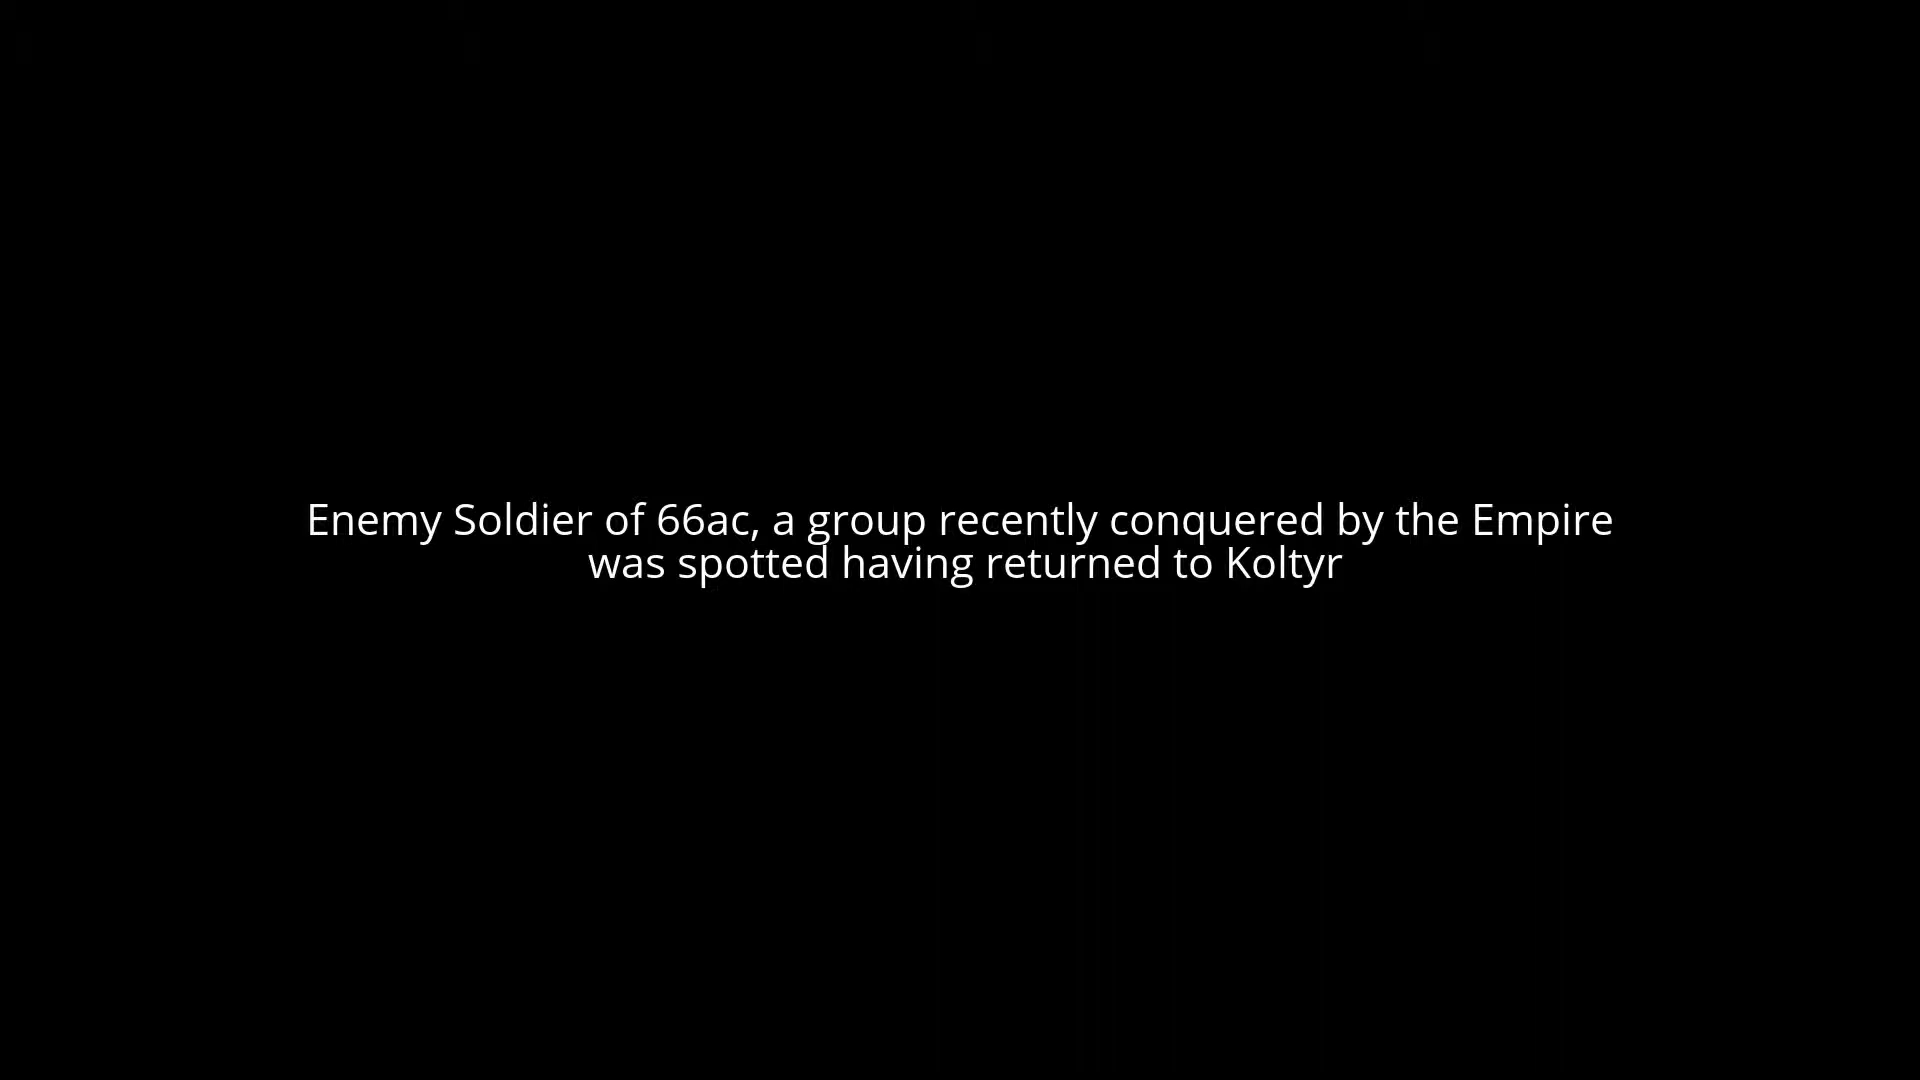 Enemy Soldier of 66ac, a group recently conquered by the Empire
was spotted having returned to Koltyr